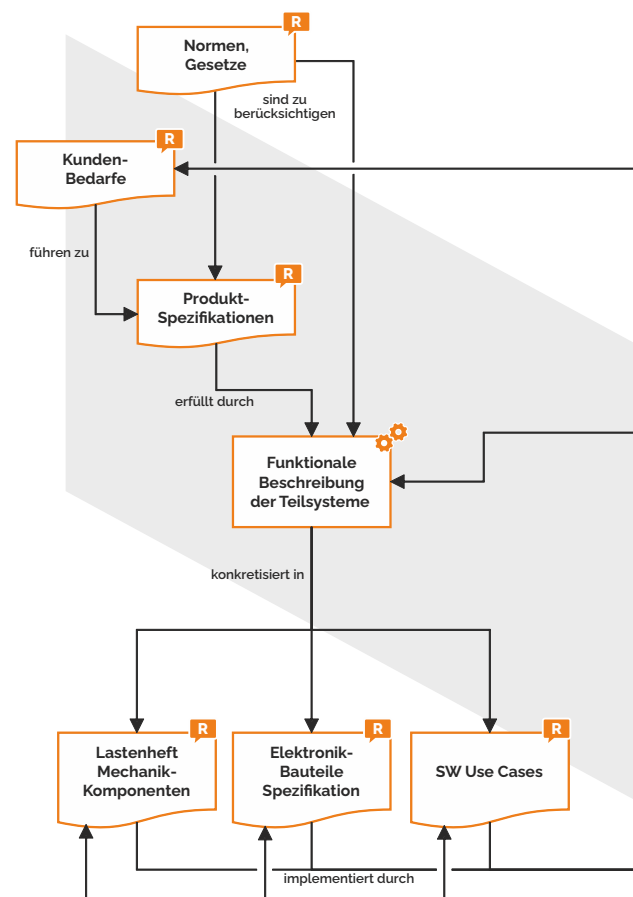 R
Normen,
Gesetze
sind zu
berücksichtigen
R
Kunden-
Bedarfe
führen zu
R
Produkt-
Spezifikationen
erfüllt durch
Funktionale
Beschreibung
der Teilsysteme
konkretisiert in
R
Lastenheft
Mechanik-
Komponenten
R
Elektronik-
Bauteile
Spezifikation
R
SW Use Cases
implementiert durch